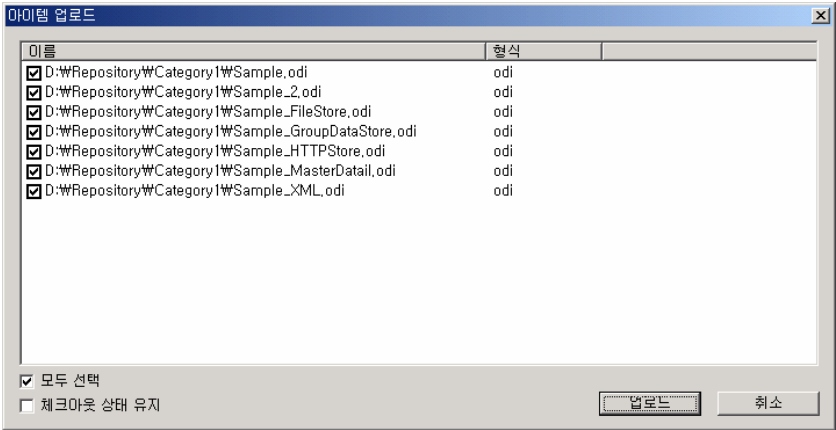 아이템 업로드
이름 형식
D:₩Repository₩Category1₩Sample.odi odi
D:₩Repository₩Category1₩Sample_2.odi odi
D:₩Repository₩Category1₩Sample_FileStore.odi odi
D:₩Repository₩Category1₩Sample_GroupDataStore.odi odi
D:₩Repository₩Category1₩Sample_HTTPStore.odi odi
D:₩Repository₩Category1₩Sample_MasterDatail.odi odi
D:₩Repository₩Category1₩Sample_XML.odi odi
모두 선택
체크아웃 상태 유지
업로드 취소